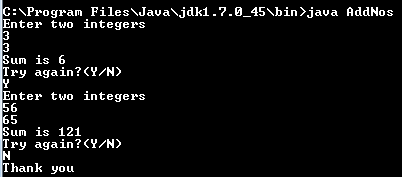 C:\Program Files\Java\jdk1.7.0_45\bin>java AddNos
Enter two integers
3
3
Sum is 6
Try again?(Y/N)
Y
Enter two integers
56
65
Sum is 121
Try again?(Y/N)
N
Thank you